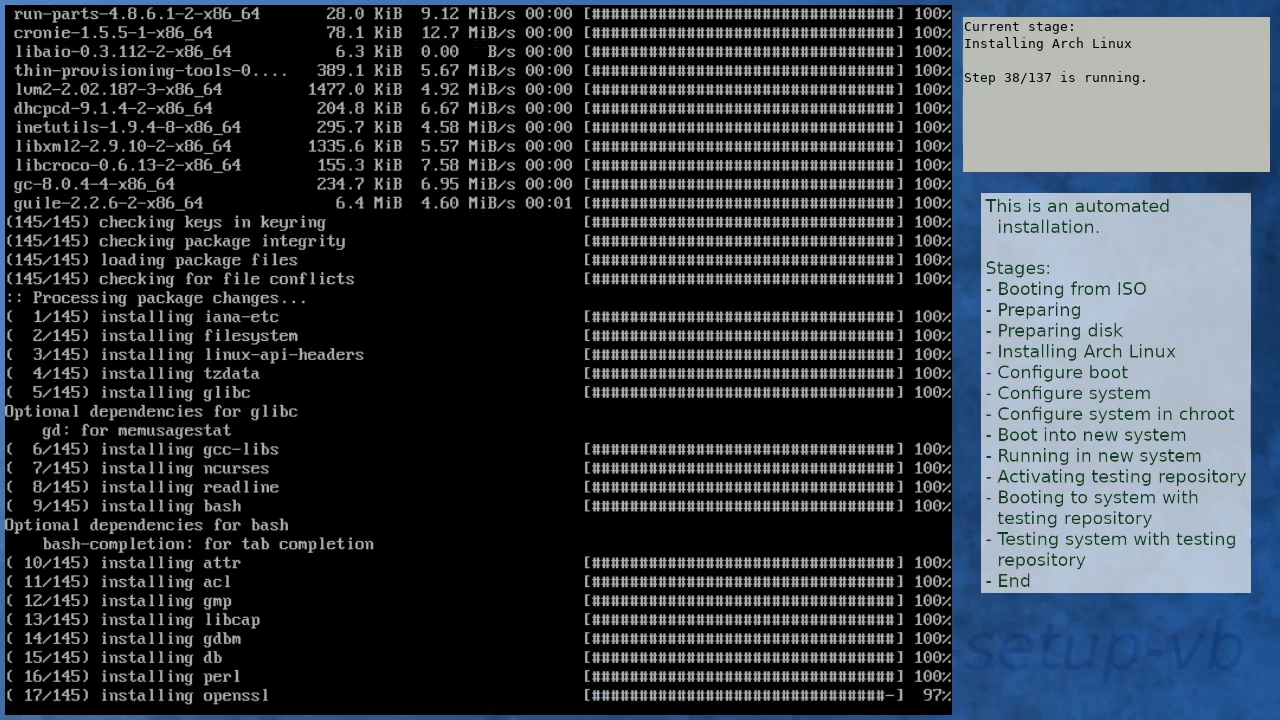 run-parts-4.8.6.1-2-x86_64 28.0 KiB 9.12 MiB/s 00:00 [################################] 100%
cronie-1.5.5-1-x86_64 78.1 KiB 12.7 MiB/s 00:00 [################################] 100%
libaio-0.3.112-2-x86_64 6.3 KiB 0.00 B/s 00:00 [################################] 100%
thin-provisioning-tools-0.... 389.1 KiB 5.67 MiB/s 00:00 [################################] 100%
lvm2-2.02.187-3-x86_64 1477.0 KiB 4.92 MiB/s 00:00 [################################] 100%
dhcpcd-9.1.4-2-x86_64 204.8 KiB 6.67 MiB/s 00:00 [################################] 100%
inetutils-1.9.4-8-x86_64 295.7 KiB 4.58 MiB/s 00:00 [################################] 100%
libxml2-2.9.10-2-x86_64 1335.6 KiB 5.57 MiB/s 00:00 [################################] 100%
libcroco-0.6.13-2-x86_64 155.3 KiB 7.58 MiB/s 00:00 [################################] 100%
gc-8.0.4-4-x86_64 234.7 KiB 6.95 MiB/s 00:00 [################################] 100%
guile-2.2.6-2-x86_64 6.4 MiB 4.60 MiB/s 00:01 [################################] 100%
(145/145) checking keys in keyring [################################] 100%
(145/145) checking package integrity [################################] 100%
(145/145) loading package files [################################] 100%
(145/145) checking for file conflicts [################################] 100%
:: Processing package changes...
( 1/145) installing iana-etc [################################] 100%
( 2/145) installing filesystem [################################] 100%
( 3/145) installing linux-api-headers [################################] 100%
( 4/145) installing tzdata [################################] 100%
( 5/145) installing glibc [################################] 100%
Optional dependencies for glibc
gd: for memusagestat
( 6/145) installing gcc-libs [################################] 100%
( 7/145) installing ncurses [################################] 100%
( 8/145) installing readline [################################] 100%
( 9/145) installing bash [################################] 100%
Optional dependencies for bash
bash-completion: for tab completion
( 10/145) installing attr [################################] 100%
( 11/145) installing acl [################################] 100%
( 12/145) installing gmp [################################] 100%
( 13/145) installing libcap [################################] 100%
( 14/145) installing gdbm [################################] 100%
( 15/145) installing db [################################] 100%
( 16/145) installing perl [################################] 100%
( 17/145) installing openssl [###############################-] 97%
Current stage:
Installing Arch Linux
Step 38/137 is running.
This is an automated
installation.
Stages:
- Booting from ISO
- Preparing
- Preparing disk
- Installing Arch Linux
- Configure boot
- Configure system
- Configure system in chroot
- Boot into new system
- Running in new system
- Activating testing repository
- Booting to system with
testing repository
- Testing system with testing
repository
- End
setup-vb